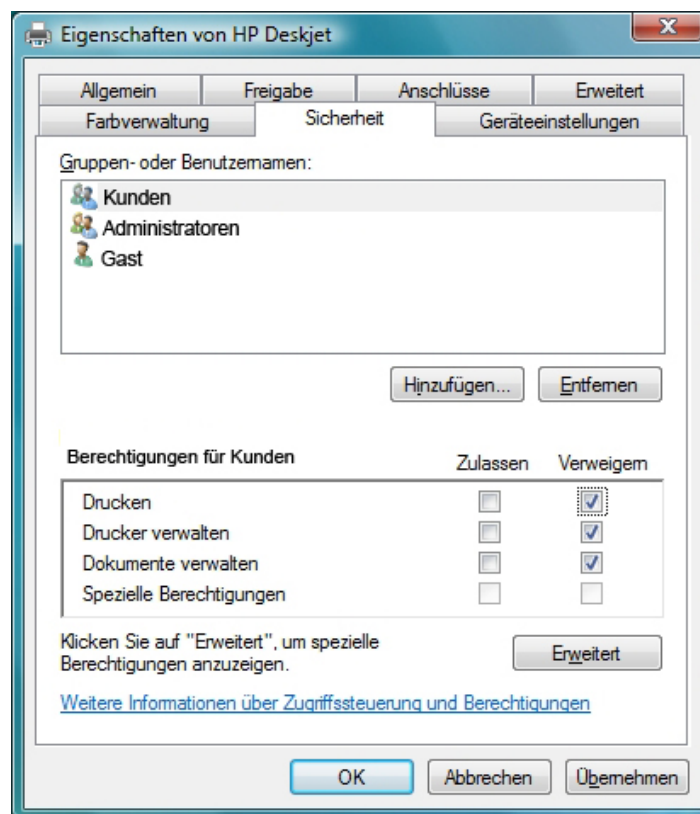 Eigenschaften von HP Deskjet
X
Allgemein Freigabe Anschlüsse Erweitert
Farbverwaltung Sicherheit Geräteeinstellungen
Gruppen- oder Benutzernamen:
Kunden
Administratoren
Gast
Hinzufügen... Entfernen
Berechtigungen für Kunden Zulassen Verweigern
Drucken
Drucker verwalten
Dokumente verwalten
Spezielle Berechtigungen
Klicken Sie auf "Erweitert", um spezielle
Berechtigungen anzuzeigen. Erweitert
Weitere Informationen über Zugriffssteuerung und Berechtigungen
OK Abbrechen Übernehmen